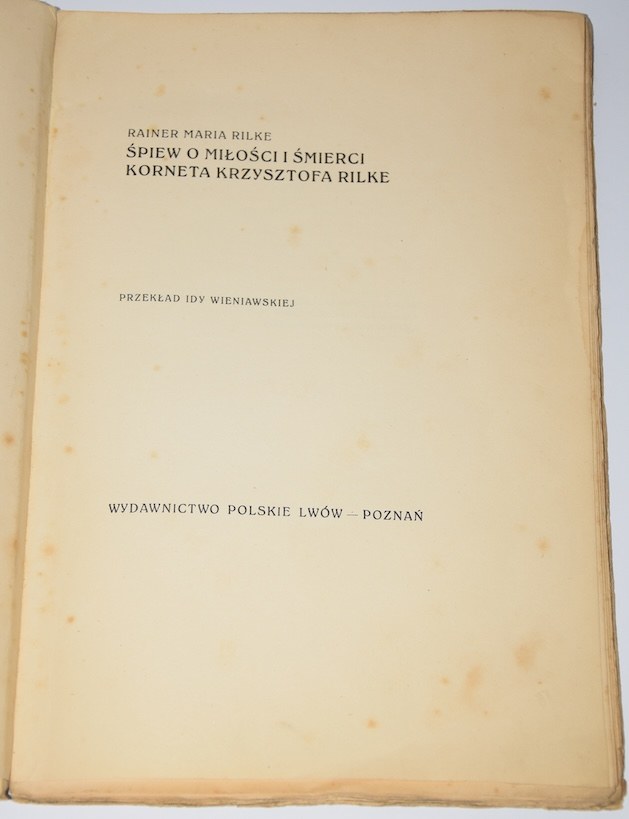 RAINER MARIA RILKE
ŚPIEW O MIŁOŚCI I ŚMIERCI
KORNETA KRZYSZTOFA RILKE
PRZEKŁAD IDY WIENIAWSKIEJ
WYDAWNICTWO POLSKIE LWÓW — POZNAŃ